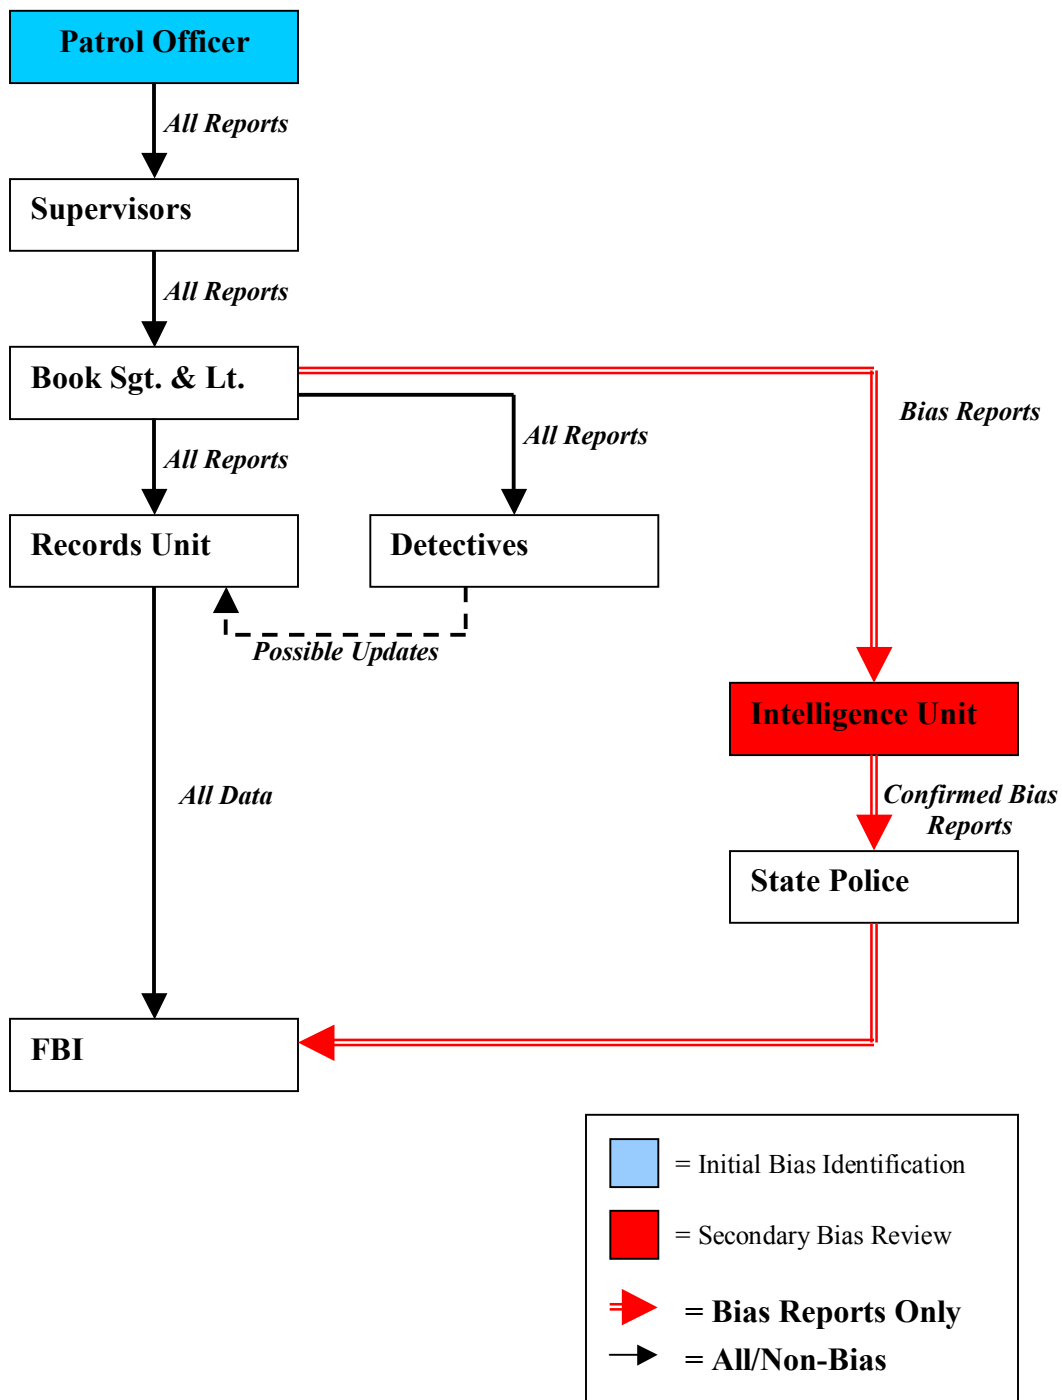 Patrol Officer
All Reports
Supervisors
All Reports
Book Sgt. & Lt.
Bias Reports
All Reports
All Reports
Records Unit
Detectives
Possible Updates
Intelligence Unit
All Data
Confirmed Bias
Reports
State Police
FBI
= Initial Bias Identification
= Secondary Bias Review
= Bias Reports Only
= All/Non-Bias